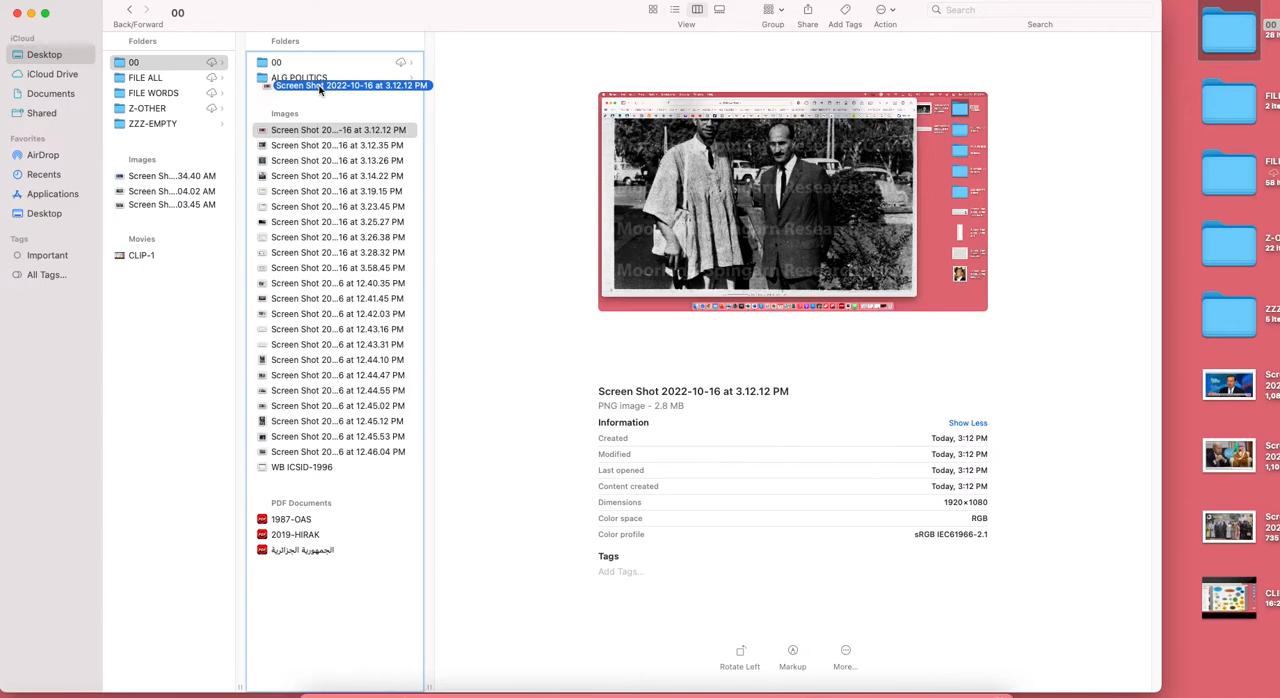 00
Back/Forward
View
Group
Share
Add Tags
Action
Search
Search
iCloud
Desktop
iCloud Drive
Documents
Shared
Favorites
AirDrop
Recents
Applications
Desktop
Tags
Important
All Tags...
Folders
00
FILE ALL
FILE WORDS
Z-OTHER
ZZZ-EMPTY
Images
Screen Sh....34.40 AM
Screen Sh....04.02 AM
Screen Sh....03.45 AM
Movies
CLIP-1
Folders
00
ALG POLITICS
Screen Shot 2022-10-16 at 3.12.12 PM
Images
Screen Shot 20...-16 at 3.12.12 PM
Screen Shot 20...16 at 3.12.35 PM
Screen Shot 20...16 at 3.13.26 PM
Screen Shot 20...16 at 3.14.22 PM
Screen Shot 20...16 at 3.19.15 PM
Screen Shot 20...16 at 3.23.45 PM
Screen Shot 20...16 at 3.25.27 PM
Screen Shot 20...16 at 3.26.38 PM
Screen Shot 20...16 at 3.28.32 PM
Screen Shot 20...16 at 3.58.45 PM
Screen Shot 20...6 at 12.40.35 PM
Screen Shot 20...6 at 12.41.45 PM
Screen Shot 20...6 at 12.42.03 PM
Screen Shot 20...6 at 12.43.16 PM
Screen Shot 20...6 at 12.43.31 PM
Screen Shot 20...6 at 12.44.10 PM
Screen Shot 20...6 at 12.44.47 PM
Screen Shot 20...6 at 12.44.55 PM
Screen Shot 20...6 at 12.45.02 PM
Screen Shot 20...6 at 12.45.12 PM
Screen Shot 20...6 at 12.45.53 PM
Screen Shot 20...6 at 12.46.04 PM
WB ICSID-1996
PDF Documents
1987-OAS
2019-HIRAK
الجمهورية الجزائرية
Screen Shot 2022-10-16 at 3.12.12 PM
PNG image - 2.8 MB
Information Show Less
Created Today, 3:12 PM
Modified Today, 3:12 PM
Last opened Today, 3:12 PM
Content created Today, 3:12 PM
Dimensions 1920×1080
Color space RGB
Color profile sRGB IEC61966-2.1
Tags
Add Tags...
Rotate Left
Markup
More...
00